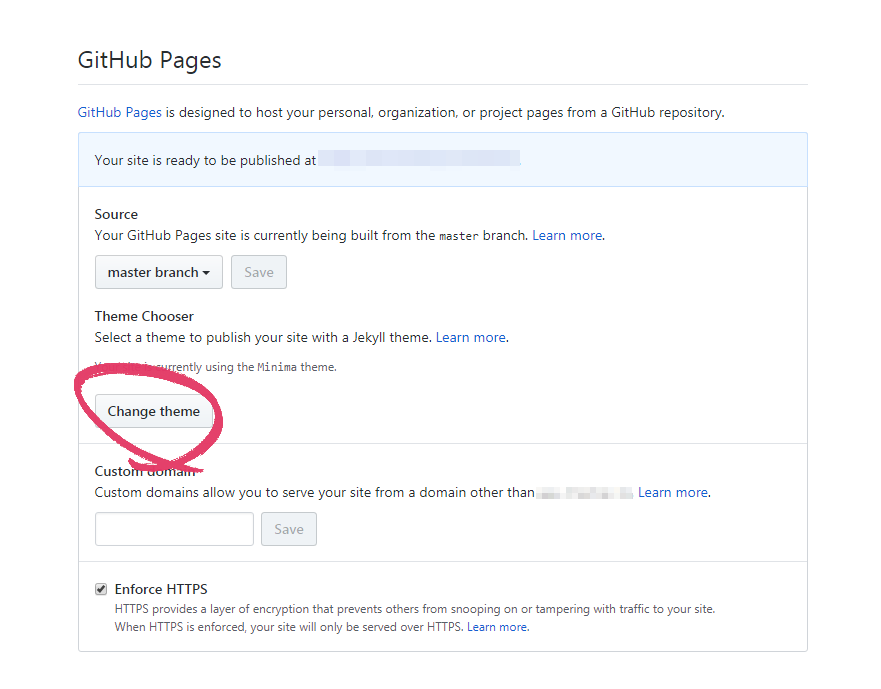 GitHub Pages
GitHub Pages is designed to host your personal, organization, or project pages from a GitHub repository.
Your site is ready to be published at
Source
Your GitHub Pages site is currently being built from the master branch. Learn more.
master branch
Save
Theme Chooser
Select a theme to publish your site with a Jekyll theme. Learn more.
currently using the Minima theme.
Change theme
Custom domain
Custom domains allow you to serve your site from a domain other than Learn more.
Save
Enforce HTTPS
HTTPS provides a layer of encryption that prevents others from snooping on or tampering with traffic to your site.
When HTTPS is enforced, your site will only be served over HTTPS. Learn more.